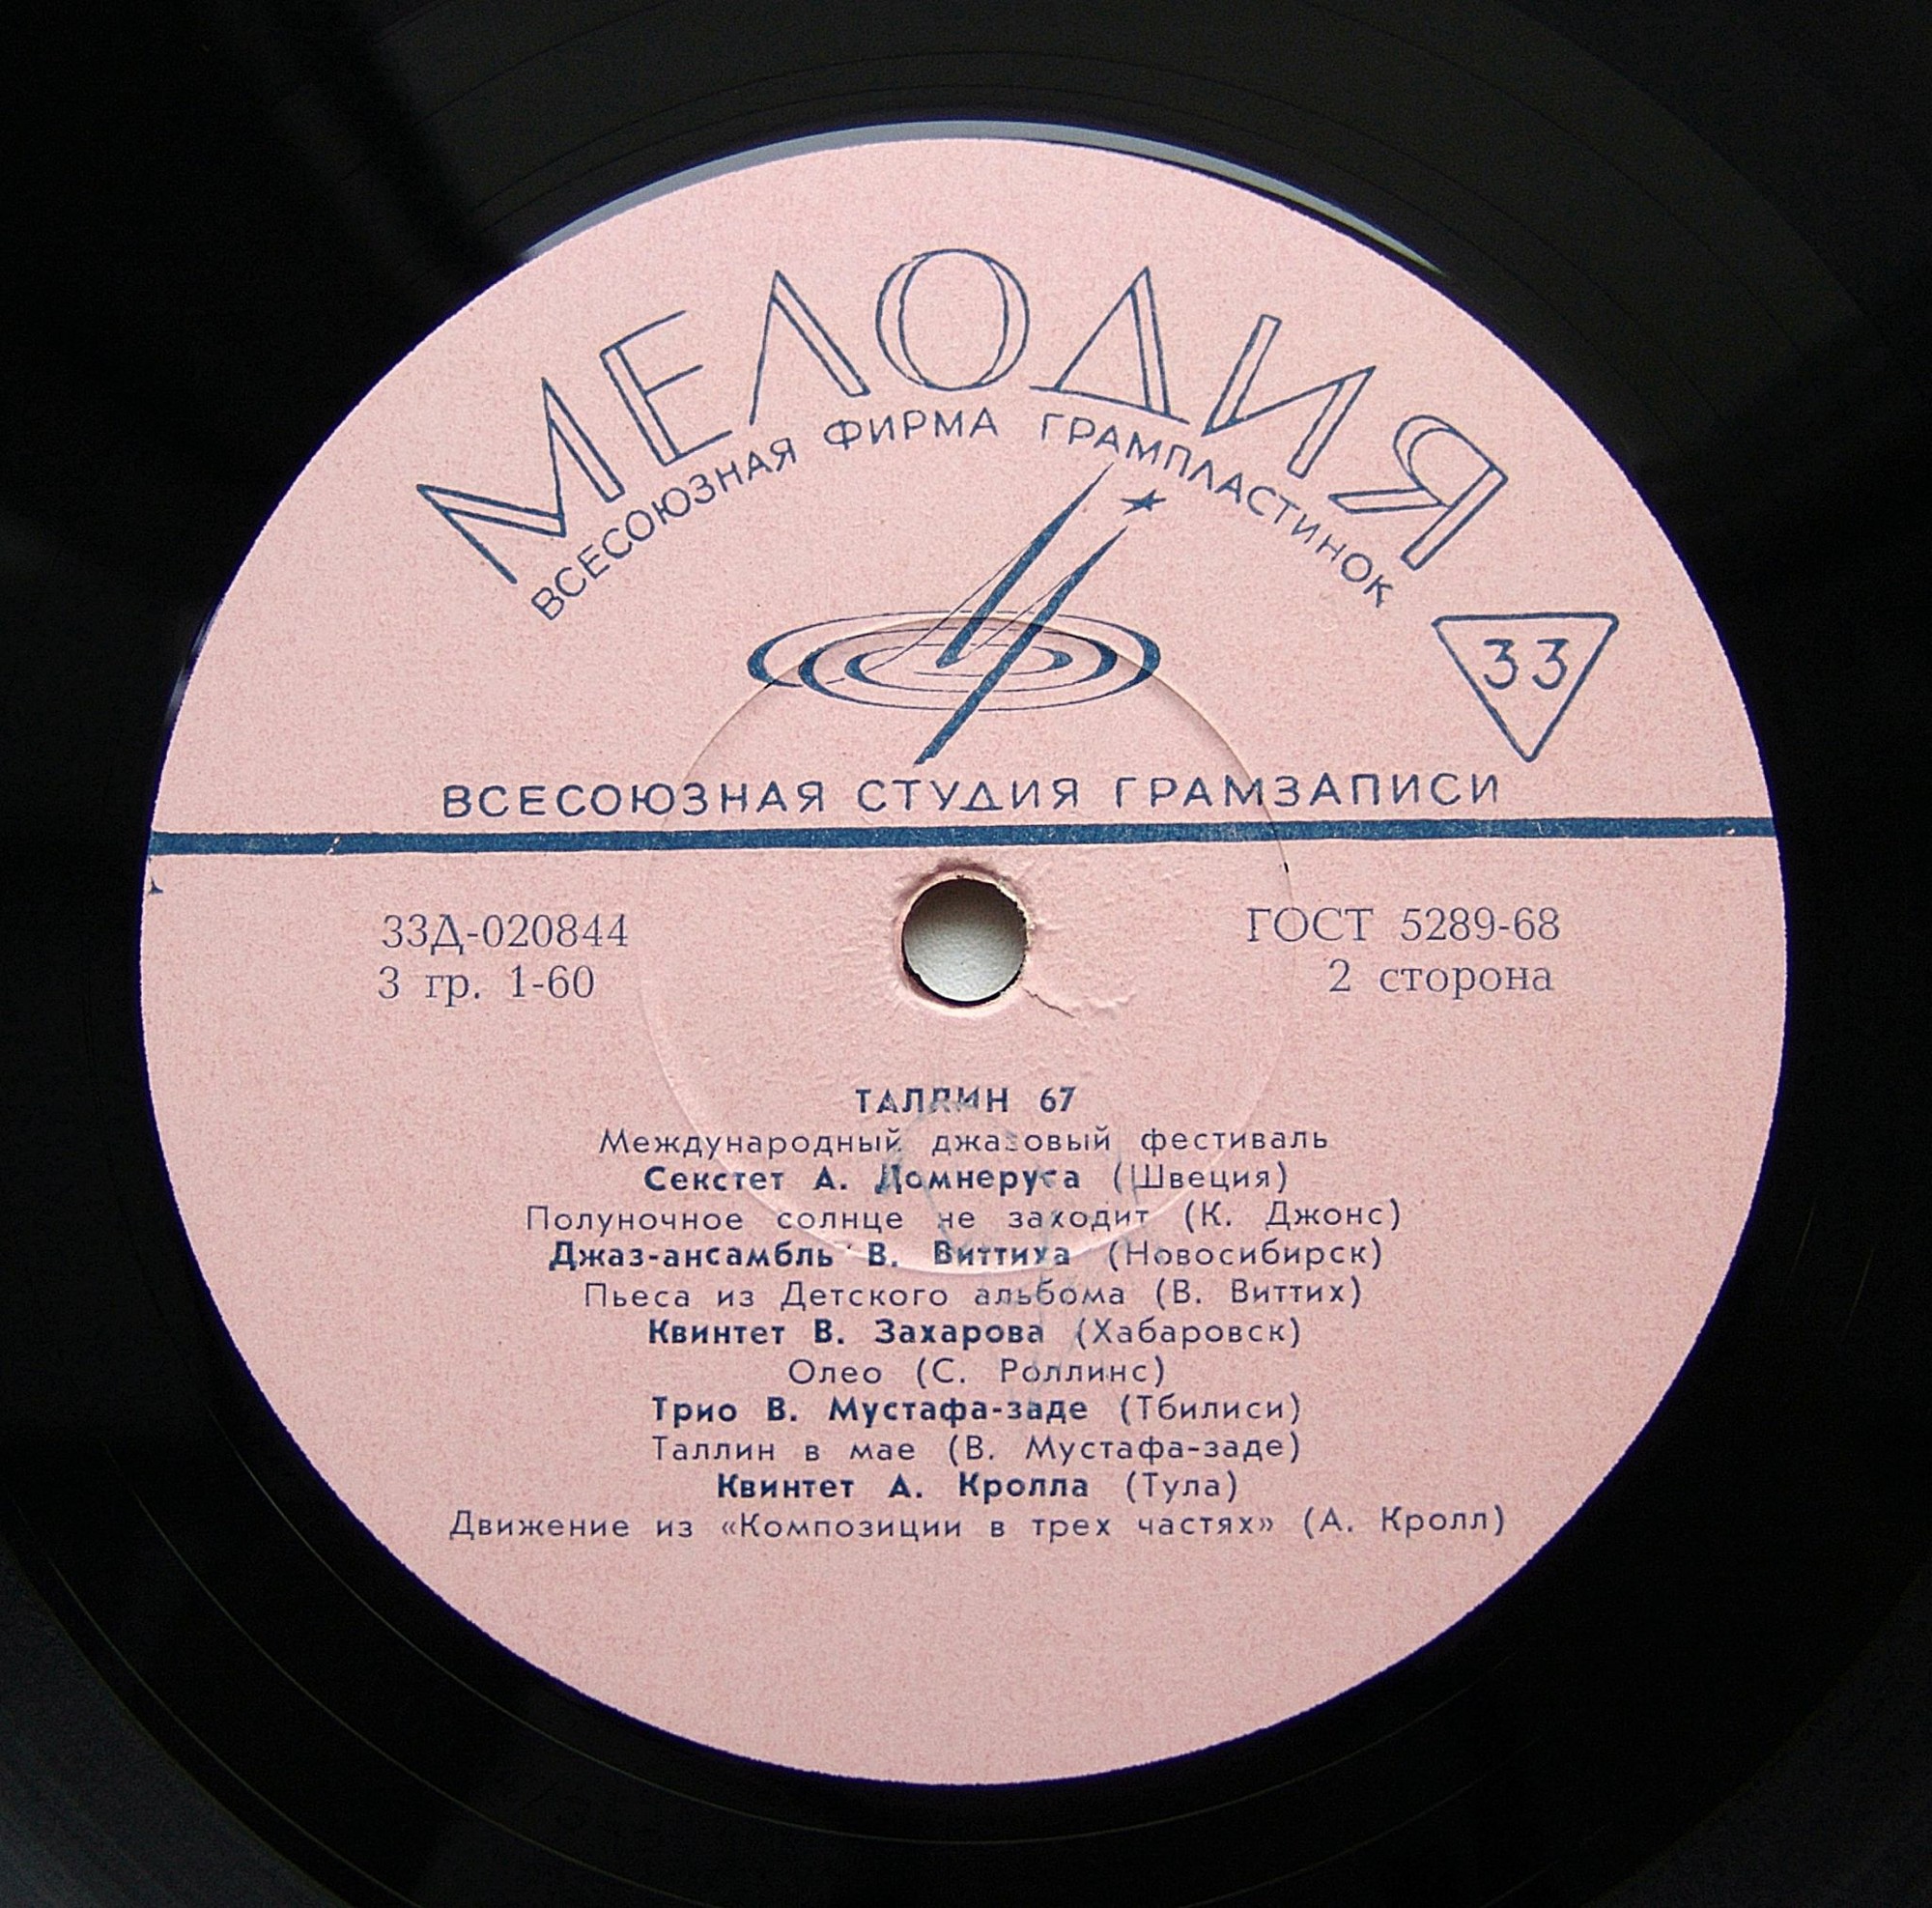 МЕЛОДИЯ
ВСЕСОЮЗНАЯ ФИРМА ГРАМПЛАСТИНОК
33
ВСЕСОЮЗНАЯ СТУДИЯ ГРАМЗАПИСИ
33Д-020844
3 гр. 1-60
ГОСТ 5289-68
2 сторона
ТАЛЛИН 67
Международный джазовый фестиваль
Секстет А. Домнеруса (Швеция)
Полуночное солнце не заходит (К. Джонс)
Джаз-ансамбль В. Виттиха (Новосибирск)
Пьеса из Детского альбома (В. Виттих)
Квинтет В. Захарова (Хабаровск)
Олео (С. Роллинс)
Трио В. Мустафа-заде (Тбилиси)
Таллин в мае (В. Мустафа-заде)
Квинтет А. Кролла (Тула)
Движение из «Композиции в трех частях» (А. Кролл)